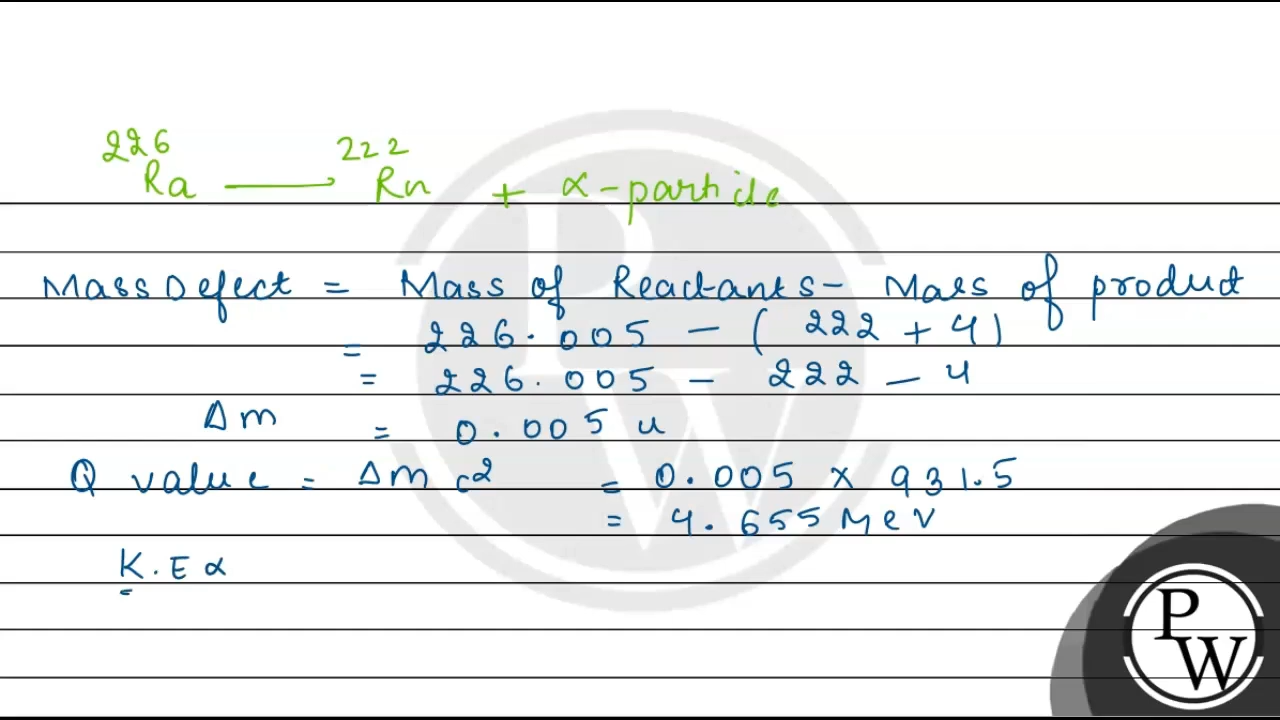 226 222
Ra ⟶ Rn + α-particle
Mass Defect = Mass of Reactants - Mass of product
= 226.005 - ( 222 + 4)
= 226.005 - 222 - 4
Δm = 0.005 u
Q value = Δm c² = 0.005 x 931.5
= 4.655 MeV
K.E α
=
PW
PW